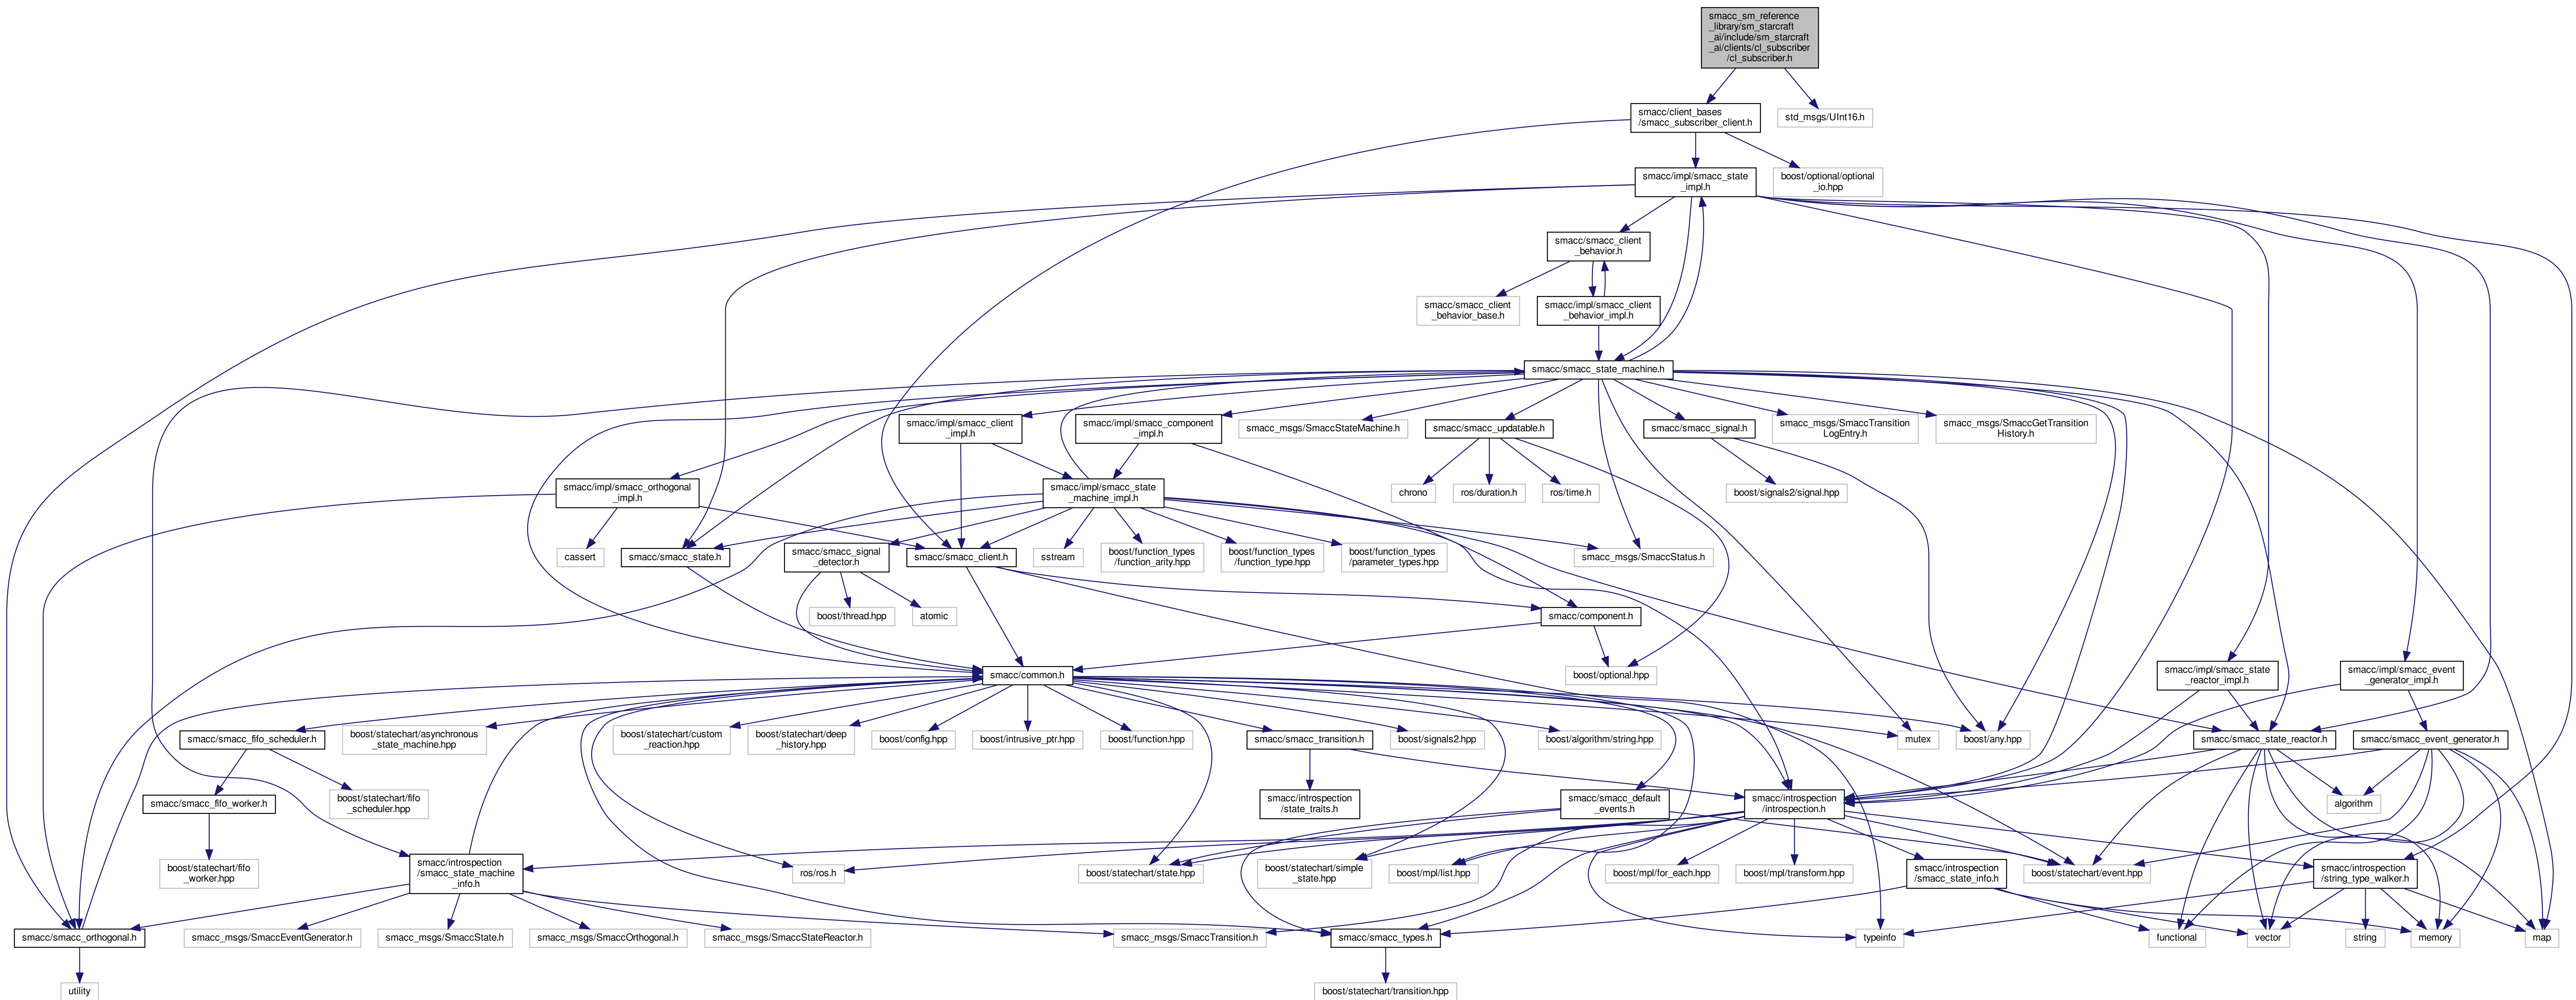 smacc_sm_reference
_library/sm_starcraft
_ai/include/sm_starcraft
_ai/clients/cl_subscriber
/cl_subscriber.h
smacc/client_bases
/smacc_subscriber_client.h
std_msgs/UInt16.h
smacc/impl/smacc_state
_impl.h
boost/optional/optional
_io.hpp
smacc/smacc_client
_behavior.h
smacc/smacc_client
_behavior_base.h
smacc/impl/smacc_client
_behavior_impl.h
smacc/smacc_state_machine.h
smacc/impl/smacc_client
_impl.h
smacc/impl/smacc_component
_impl.h
smacc_msgs/SmaccStateMachine.h
smacc/smacc_updatable.h
smacc/smacc_signal.h
smacc_msgs/SmaccTransition
LogEntry.h
smacc_msgs/SmaccGetTransition
History.h
smacc/impl/smacc_orthogonal
_impl.h
smacc/impl/smacc_state
_machine_impl.h
chrono
ros/duration.h
ros/time.h
boost/signals2/signal.hpp
cassert
smacc/smacc_state.h
smacc/smacc_signal
_detector.h
smacc/smacc_client.h
sstream
boost/function_types
/function_arity.hpp
boost/function_types
/function_type.hpp
boost/function_types
/parameter_types.hpp
smacc_msgs/SmaccStatus.h
boost/thread.hpp
atomic
smacc/component.h
smacc/common.h
boost/optional.hpp
smacc/impl/smacc_state
_reactor_impl.h
smacc/impl/smacc_event
_generator_impl.h
smacc/smacc_fifo_scheduler.h
boost/statechart/asynchronous
_state_machine.hpp
boost/statechart/custom
_reaction.hpp
boost/statechart/deep
_history.hpp
boost/config.hpp
boost/intrusive_ptr.hpp
boost/function.hpp
smacc/smacc_transition.h
boost/signals2.hpp
boost/algorithm/string.hpp
mutex
boost/any.hpp
smacc/smacc_state_reactor.h
smacc/smacc_event_generator.h
smacc/smacc_fifo_worker.h
boost/statechart/fifo
_scheduler.hpp
smacc/introspection
/state_traits.h
smacc/smacc_default
_events.h
smacc/introspection
/introspection.h
algorithm
boost/statechart/fifo
_worker.hpp
smacc/introspection
/smacc_state_machine
_info.h
ros/ros.h
boost/statechart/state.hpp
boost/statechart/simple
_state.hpp
boost/mpl/list.hpp
boost/mpl/for_each.hpp
boost/mpl/transform.hpp
smacc/introspection
/smacc_state_info.h
boost/statechart/event.hpp
smacc/introspection
/string_type_walker.h
smacc/smacc_orthogonal.h
smacc_msgs/SmaccEventGenerator.h
smacc_msgs/SmaccState.h
smacc_msgs/SmaccOrthogonal.h
smacc_msgs/SmaccStateReactor.h
smacc_msgs/SmaccTransition.h
smacc/smacc_types.h
typeinfo
functional
vector
string
memory
map
utility
boost/statechart/transition.hpp